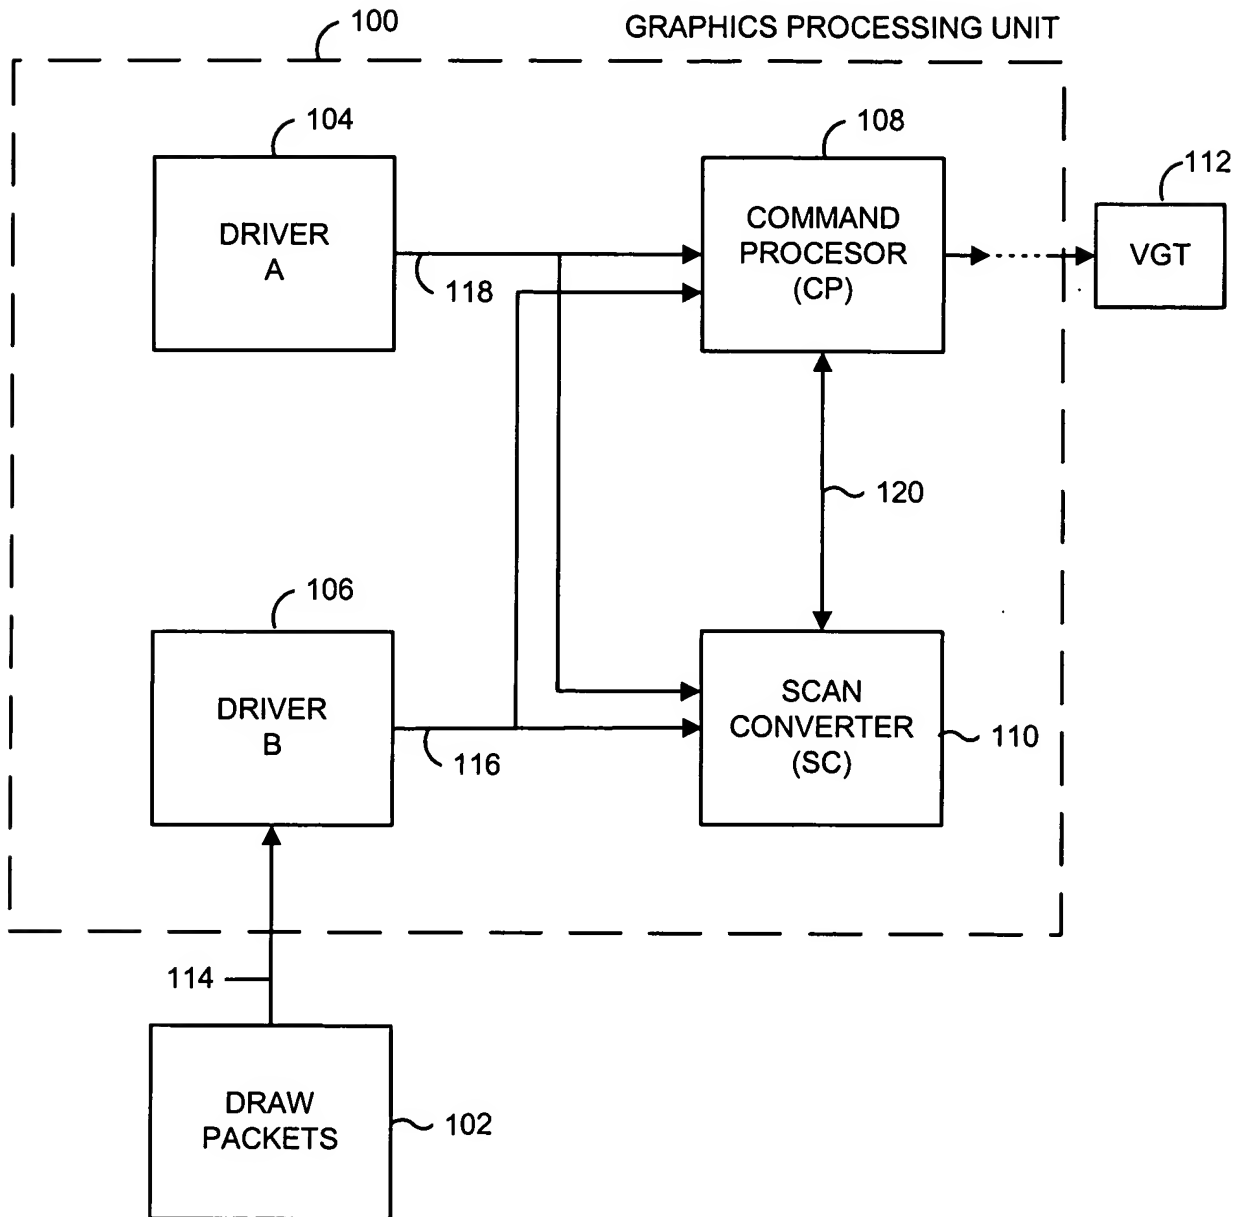 100
GRAPHICS PROCESSING UNIT
104
108
112
DRIVER
A
COMMAND
PROCESOR
(CP)
VGT
118
120
106
DRIVER
B
SCAN
CONVERTER
(SC)
110
116
114
DRAW
PACKETS
102